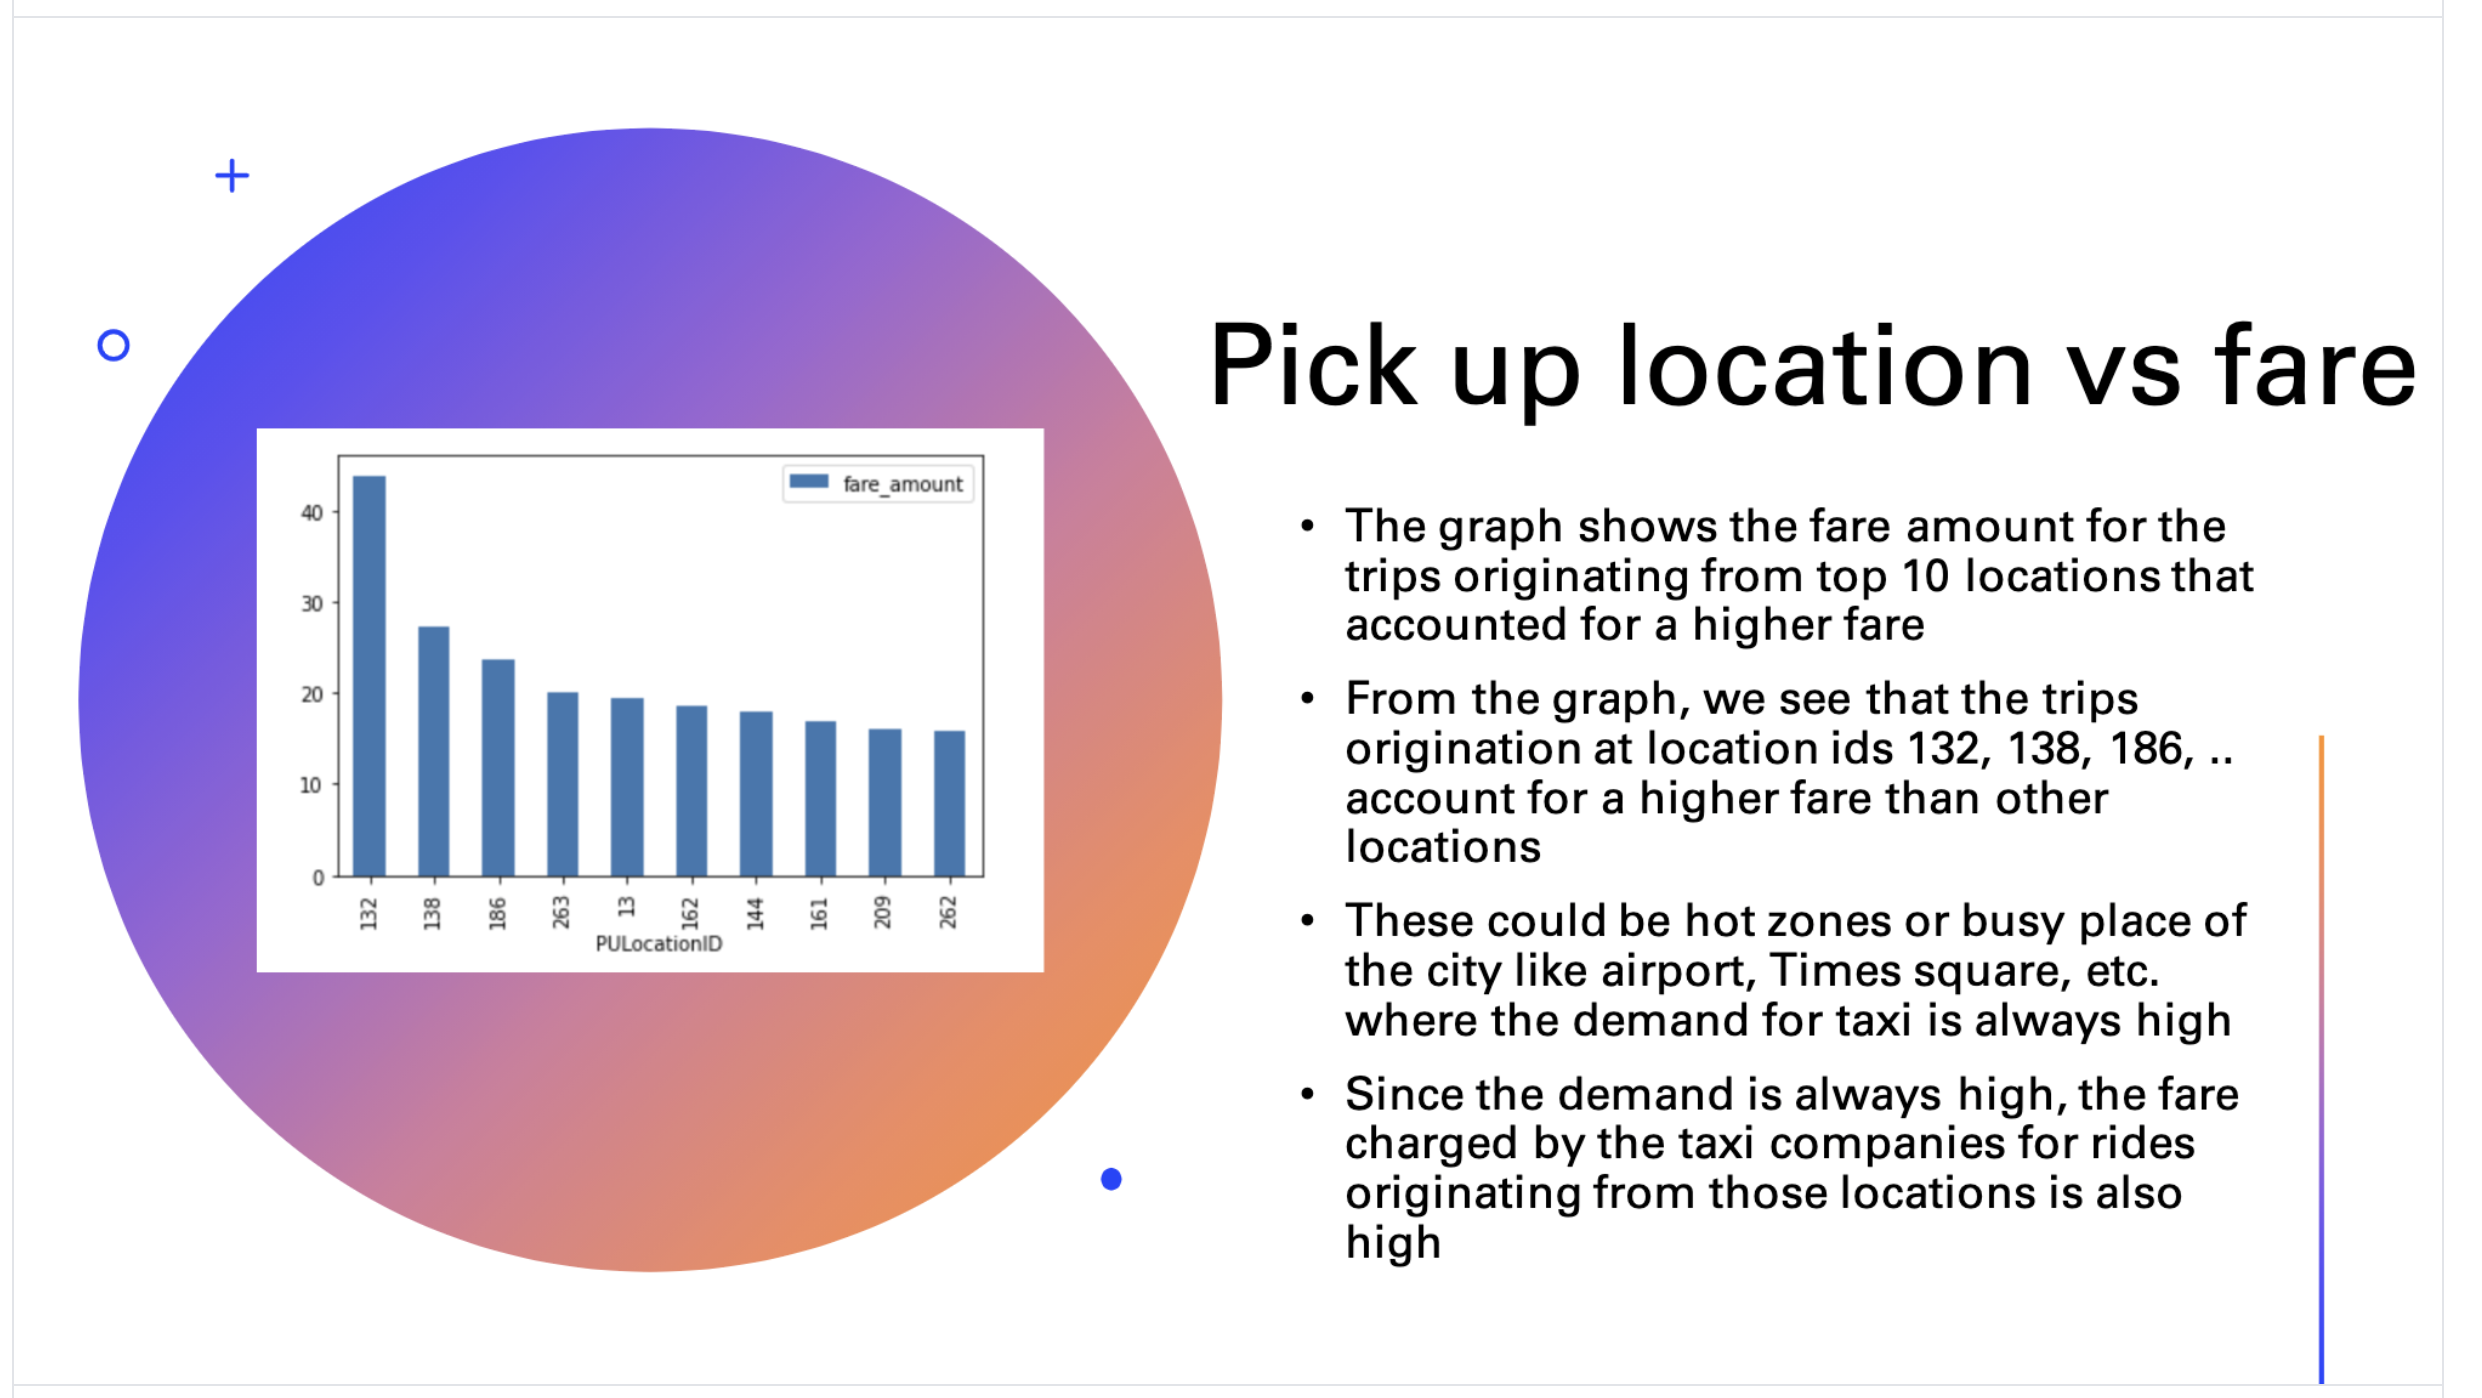 Pick up location vs fare
fare_amount
40
30
20
10
0
132 138 186 263 13 162 144 161 209 262
PULocationID
• The graph shows the fare amount for the
trips originating from top 10 locations that
accounted for a higher fare
• From the graph, we see that the trips
origination at location ids 132, 138, 186, ..
account for a higher fare than other
locations
• These could be hot zones or busy place of
the city like airport, Times square, etc.
where the demand for taxi is always high
• Since the demand is always high, the fare
charged by the taxi companies for rides
originating from those locations is also
high